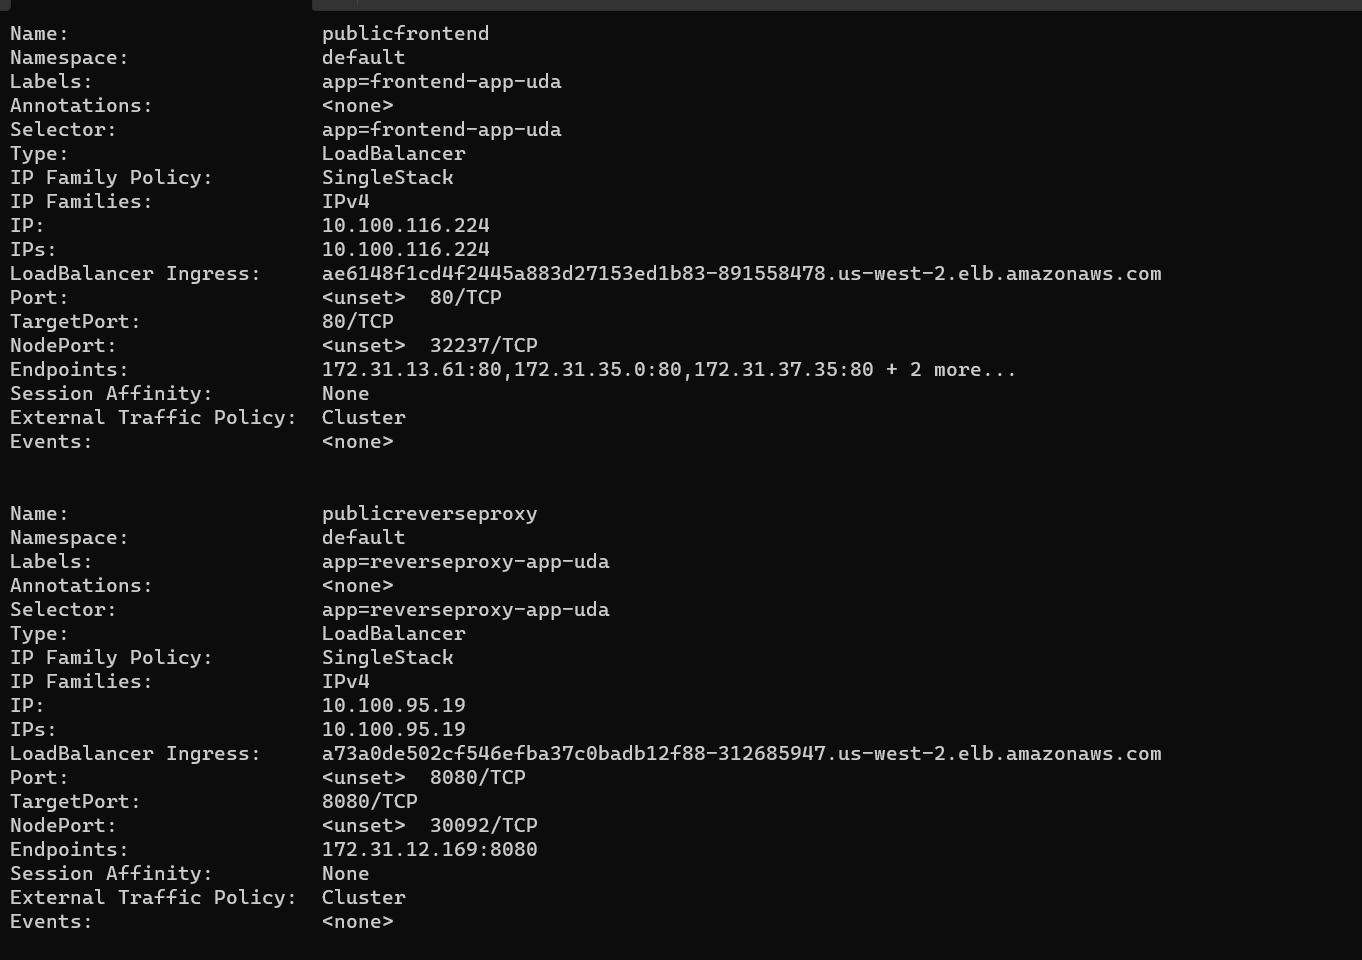 Name:                     publicfrontend
Namespace:                default
Labels:                   app=frontend-app-uda
Annotations:              <none>
Selector:                 app=frontend-app-uda
Type:                     LoadBalancer
IP Family Policy:         SingleStack
IP Families:              IPv4
IP:                       10.100.116.224
IPs:                      10.100.116.224
LoadBalancer Ingress:     ae6148f1cd4f2445a883d27153ed1b83-891558478.us-west-2.elb.amazonaws.com
Port:                     <unset>  80/TCP
TargetPort:               80/TCP
NodePort:                 <unset>  32237/TCP
Endpoints:                172.31.13.61:80,172.31.35.0:80,172.31.37.35:80 + 2 more...
Session Affinity:         None
External Traffic Policy:  Cluster
Events:                   <none>
Name:                     publicreverseproxy
Namespace:                default
Labels:                   app=reverseproxy-app-uda
Annotations:              <none>
Selector:                 app=reverseproxy-app-uda
Type:                     LoadBalancer
IP Family Policy:         SingleStack
IP Families:              IPv4
IP:                       10.100.95.19
IPs:                      10.100.95.19
LoadBalancer Ingress:     a73a0de502cf546efba37c0badb12f88-312685947.us-west-2.elb.amazonaws.com
Port:                     <unset>  8080/TCP
TargetPort:               8080/TCP
NodePort:                 <unset>  30092/TCP
Endpoints:                172.31.12.169:8080
Session Affinity:         None
External Traffic Policy:  Cluster
Events:                   <none>